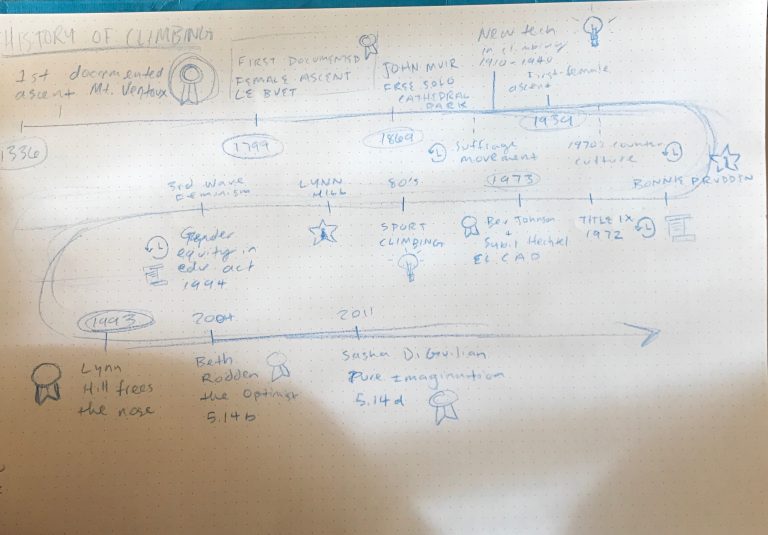 HISTORY OF CLIMBING
1st documented
ascent Mt. Ventoux
FIRST DOCUMENTED
FEMALE ASCENT
LE BUET
JOHN MUIR
FREE SOLO
CATHEDRAL
PARK
New tech
in climbing
1910-1940
First female
ascent
1336
1799
1869
1934
Suffrage
movement
1970's counter
culture
1
3rd Wave
Feminism
LYNN
HILL
80's
1973
BONNIE PRUDDEN
Gender
equity in
edu act
1994
SPORT
CLIMBING
Bev Johnson
+
Sybil Hechtel
EL CAP
TITLE IX
1972
1993
2004
2011
Lynn
Hill frees
the nose
Beth
Rodden
the Optimist
5.14b
Sasha DiGuilian
Pure Imagination
5.14d